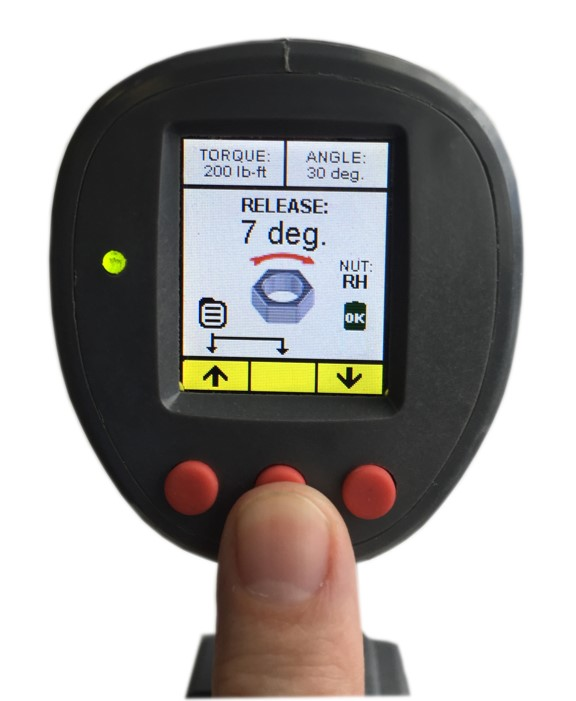 TORQUE:
200 lb-ft
ANGLE:
30 deg.
RELEASE:
7 deg.
NUT:
RH
OK